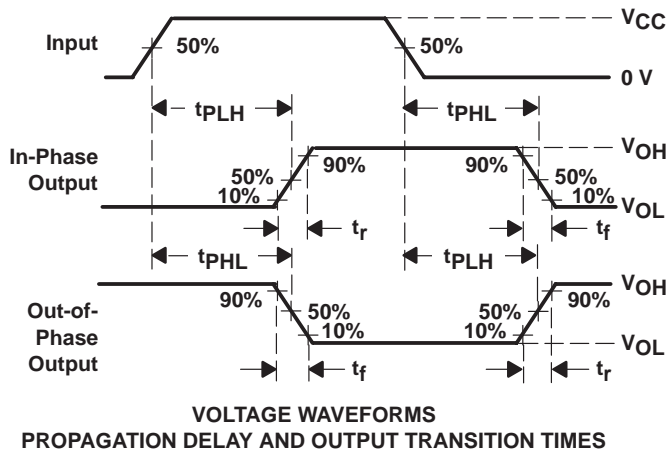 Input
50%
50%
VCC
0 V
tPLH
tPHL
In-Phase
Output
50%
10%
90%
90%
50%
10%
VOH
VOL
tr
tf
tPHL
tPLH
Out-of-
Phase
Output
90%
50%
10%
50%
10%
90%
VOH
VOL
tf
tr
VOLTAGE WAVEFORMS
PROPAGATION DELAY AND OUTPUT TRANSITION TIMES